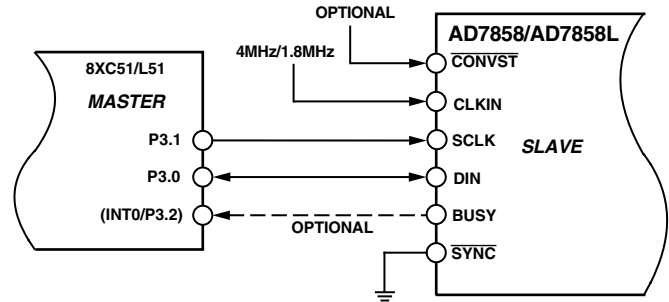 OPTIONAL
AD7858/AD7858L
4MHz/1.8MHz
8XC51/L51
MASTER
CONVST
CLKIN
P3.1
SCLK
SLAVE
P3.0
DIN
(INT0/P3.2)
BUSY
OPTIONAL
SYNC